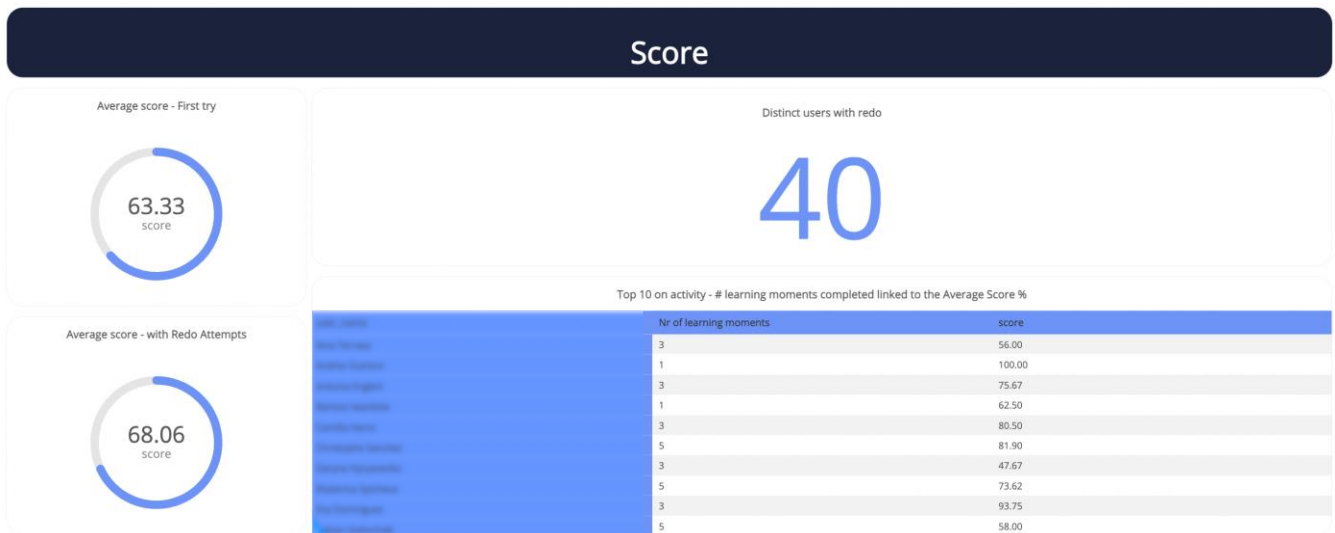 Score
Average score - First try
63.33
score
Average score - with Redo Attempts
68.06
score
Distinct users with redo
40
Top 10 on activity - # learning moments completed linked to the Average Score %
Nr of learning moments score
3 56.00
1 100.00
3 75.67
1 62.50
3 80.50
5 81.90
3 47.67
5 73.62
3 93.75
5 58.00